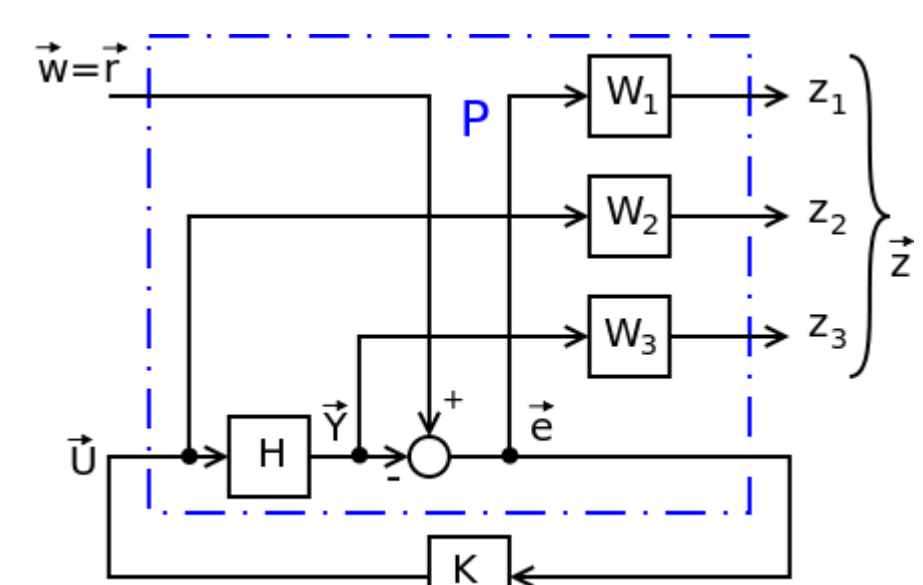 w⃗=r⃗
P
W₁
z₁
W₂
z₂
z⃗
W₃
z₃
+
U⃗
H
Y⃗
-
e⃗
K